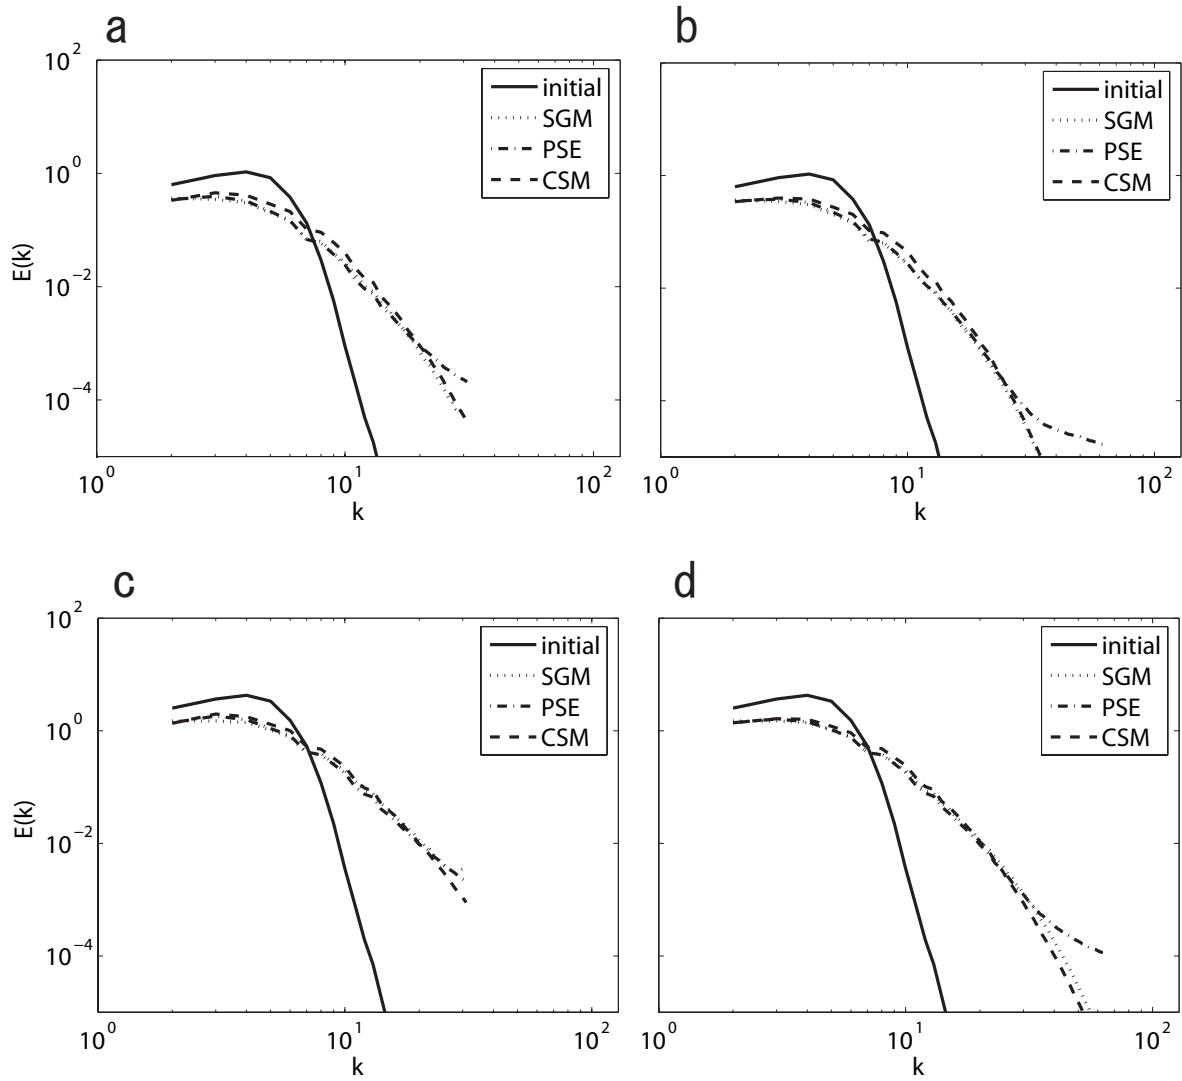 a
b
10^2
10^0
10^-2
10^-4
E(k)
initial
SGM
PSE
CSM
initial
SGM
PSE
CSM
10^0
10^1
10^2
k
10^0
10^1
10^2
k
c
d
10^2
10^0
10^-2
10^-4
E(k)
initial
SGM
PSE
CSM
initial
SGM
PSE
CSM
10^0
10^1
10^2
k
10^0
10^1
10^2
k